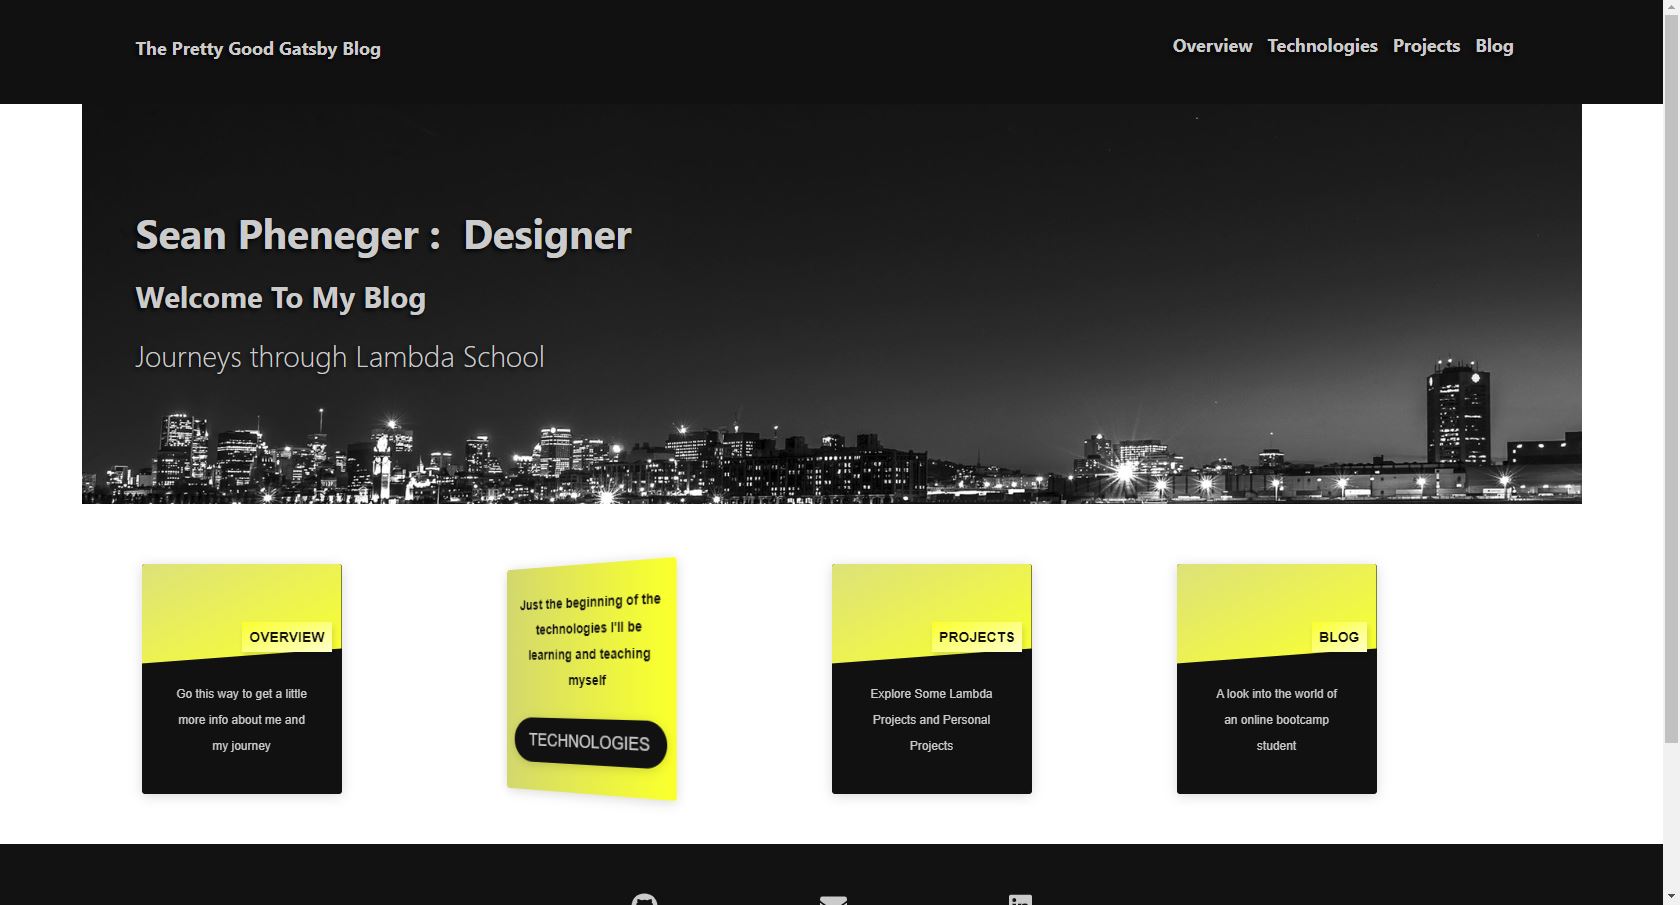 The Pretty Good Gatsby Blog
Overview Technologies Projects Blog
Sean Pheneger : Designer
Welcome To My Blog
Journeys through Lambda School
OVERVIEW
Go this way to get a little
more info about me and
my journey
Just the beginning of the
technologies I'll be
learning and teaching
myself
TECHNOLOGIES
PROJECTS
Explore Some Lambda
Projects and Personal
Projects
BLOG
A look into the world of
an online bootcamp
student